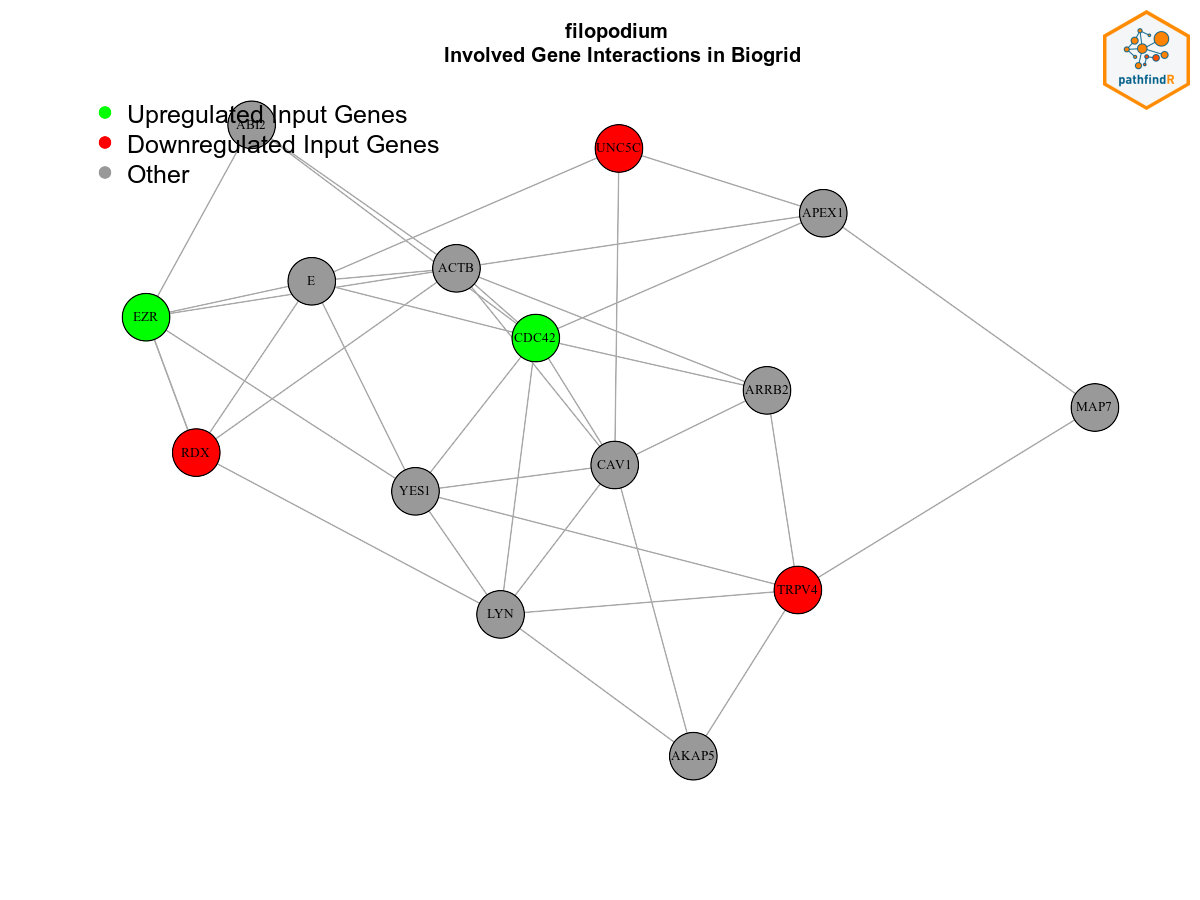 filopodium
Involved Gene Interactions in Biogrid
pathfindR
Upregulated Input Genes
Downregulated Input Genes
Other
ABI2
UNC5C
APEX1
ACTB
E
EZR
CDC42
ARRB2
MAP7
RDX
CAV1
YES1
TRPV4
LYN
AKAP5